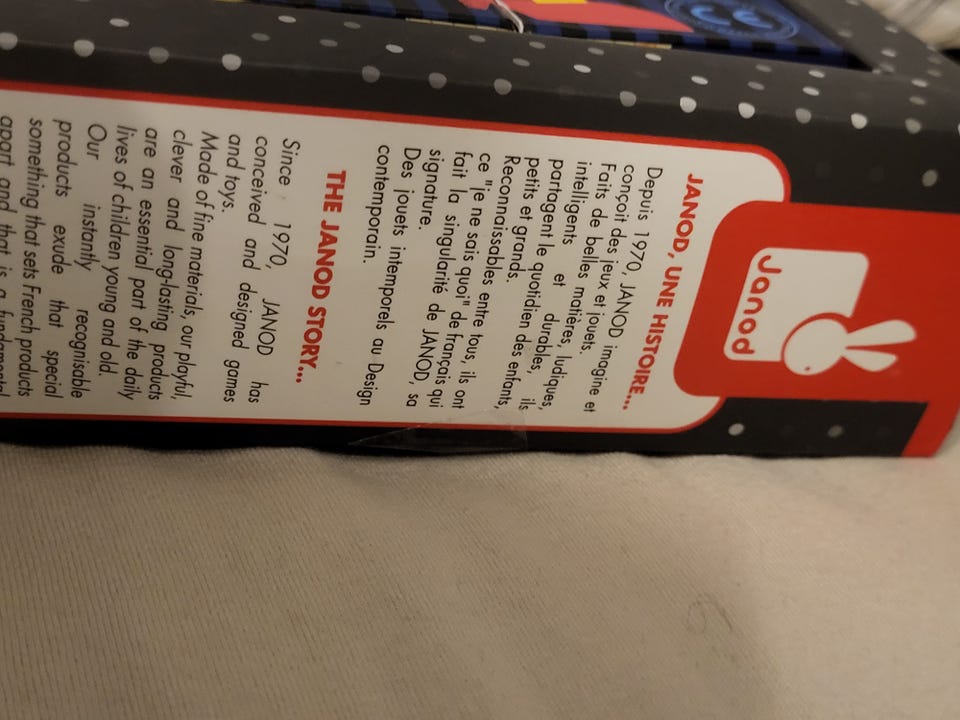 Janod
JANOD, UNE HISTOIRE...
Depuis 1970, JANOD imagine et
conçoit des jeux et jouets.
Faits de belles matières, ludiques,
intelligents et durables, ils
partagent le quotidien des enfants,
petits et grands.
Reconnaissables entre tous, ils ont
ce "je ne sais quoi" de français qui
fait la singularité de JANOD, sa
signature.
Des jouets intemporels au Design
contemporain.
THE JANOD STORY...
Since 1970, JANOD has
conceived and designed games
and toys.
Made of fine materials, our playful,
clever and long-lasting products
are an essential part of the daily
lives of children young and old.
Our instantly recognisable
products exude that special
something that sets French products
apart and that is a fundamental